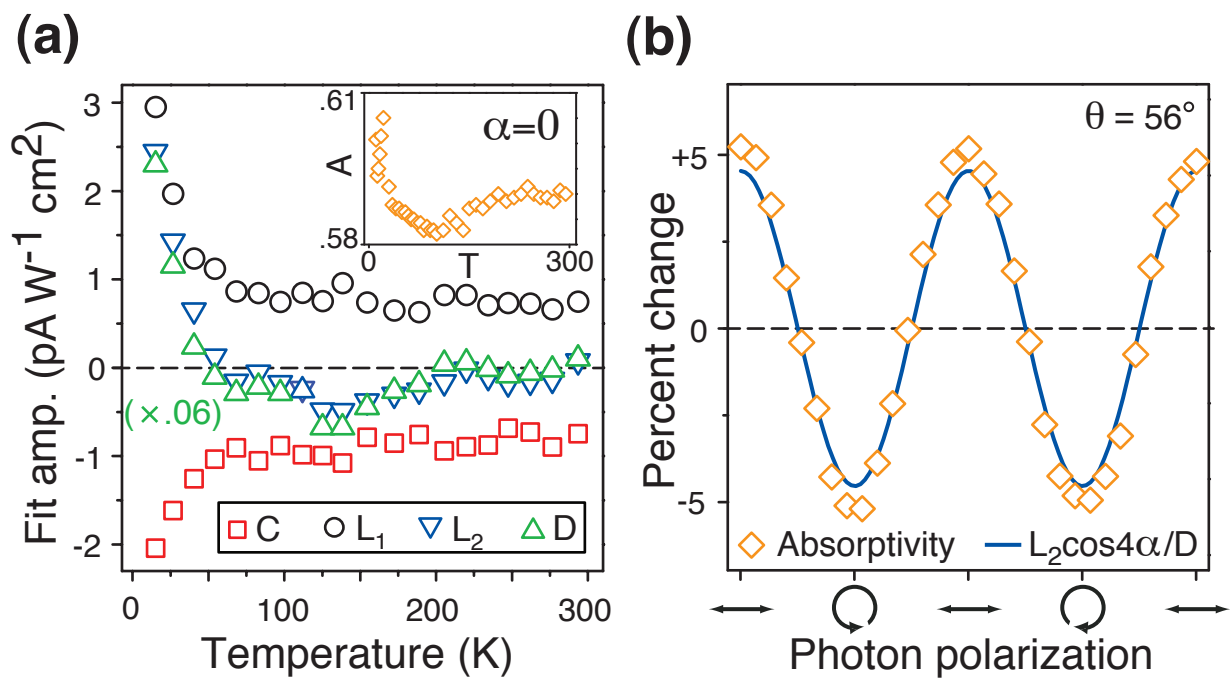 (a)
Fit amp. (pA W⁻¹ cm²)
3
2
1
0
-1
-2
(×.06)
.61
A
.58
α=0
0
T
300
C
L₁
L₂
D
0
100
200
300
Temperature (K)
(b)
Percent change
+5
0
-5
θ = 56°
Absorptivity
L₂cos4α/D
Photon polarization